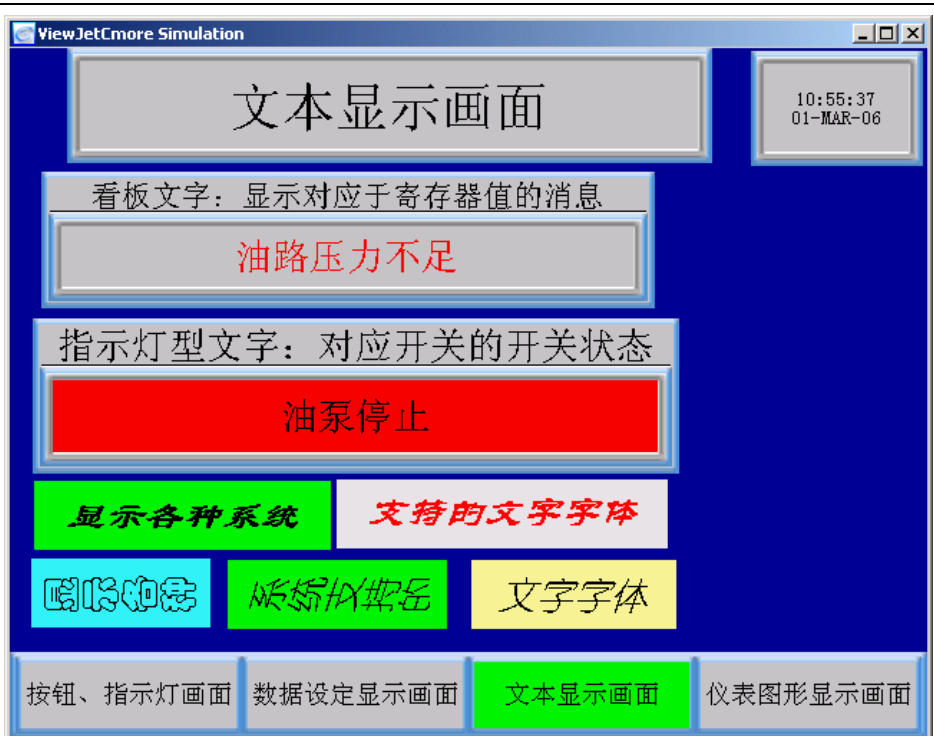 ViewJetCmore Simulation
文本显示画面
10:55:37
01-MAR-06
看板文字：显示对应于寄存器值的消息
油路压力不足
指示灯型文字：对应开关的开关状态
油泵停止
显示各种系统
支持的文字字体
文字字体
按钮、指示灯画面
数据设定显示画面
文本显示画面
仪表图形显示画面